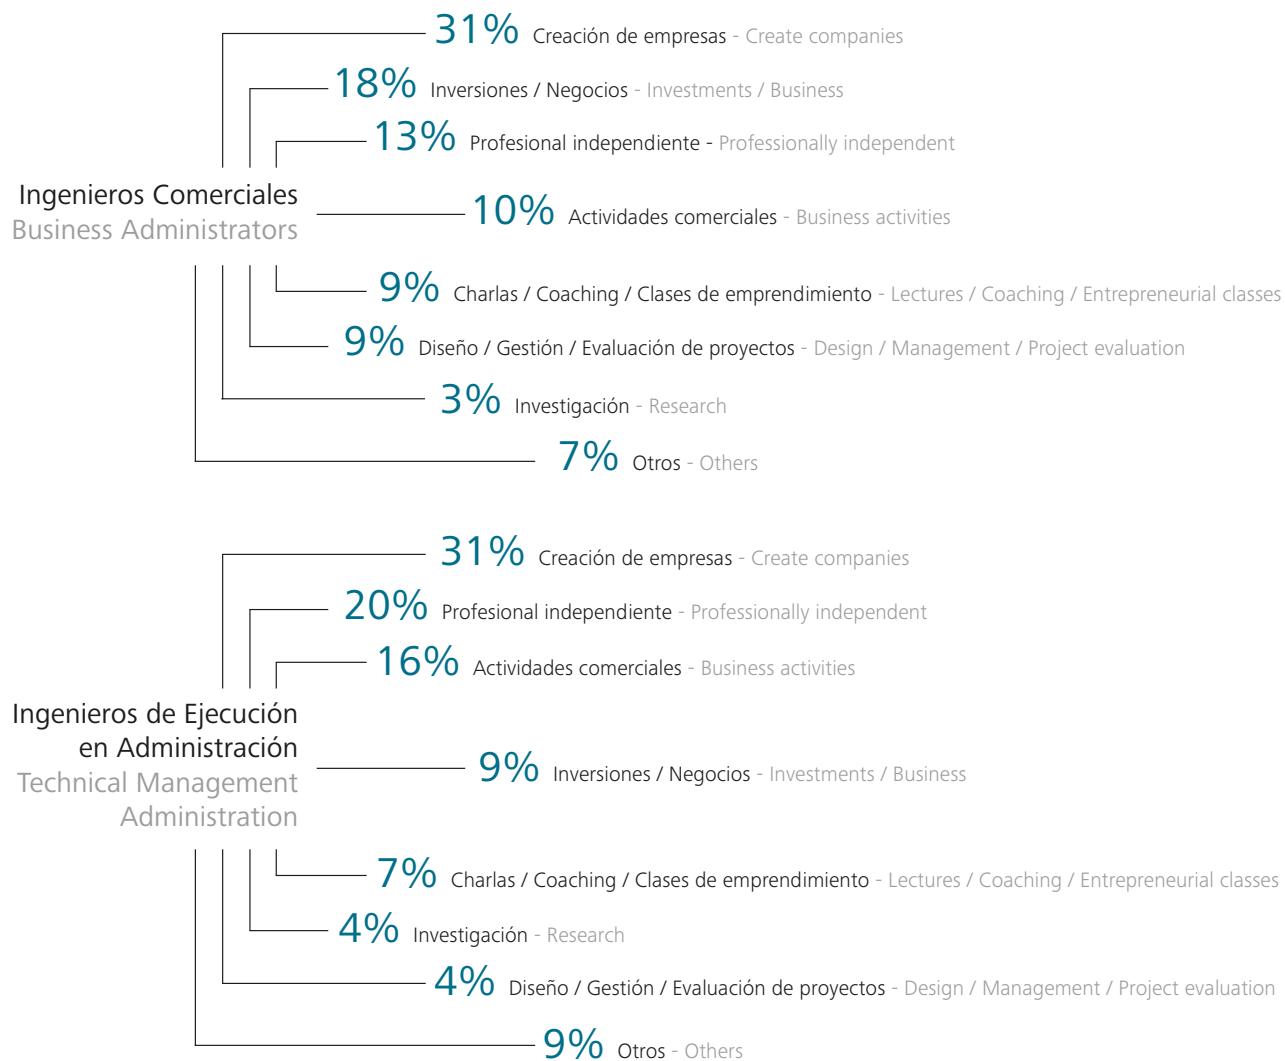 31% Creación de empresas - Create companies
18% Inversiones / Negocios - Investments / Business
13% Profesional independiente - Professionally independent
Ingenieros Comerciales
Business Administrators
10% Actividades comerciales - Business activities
9% Charlas / Coaching / Clases de emprendimiento - Lectures / Coaching / Entrepreneurial classes
9% Diseño / Gestión / Evaluación de proyectos - Design / Management / Project evaluation
3% Investigación - Research
7% Otros - Others
31% Creación de empresas - Create companies
20% Profesional independiente - Professionally independent
16% Actividades comerciales - Business activities
Ingenieros de Ejecución
en Administración
Technical Management
Administration
9% Inversiones / Negocios - Investments / Business
7% Charlas / Coaching / Clases de emprendimiento - Lectures / Coaching / Entrepreneurial classes
4% Investigación - Research
4% Diseño / Gestión / Evaluación de proyectos - Design / Management / Project evaluation
9% Otros - Others